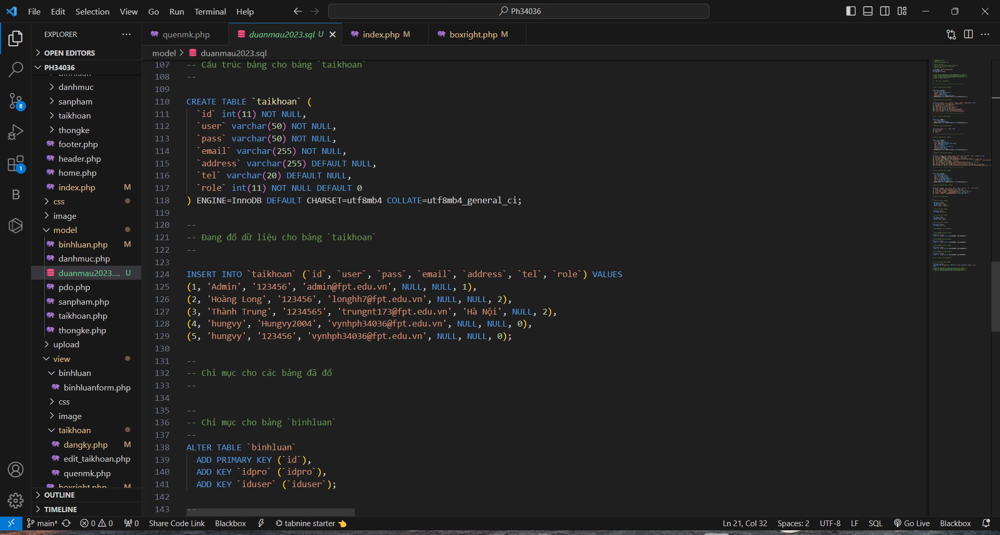 File Edit Selection View Go Run Terminal Help
Ph34036
EXPLORER
OPEN EDITORS
PH34036
binhluan
danhmuc
sanpham
taikhoan
thongke
footer.php
header.php
home.php
index.php M
css
image
model
binhluan.php M
danhmuc.php
duanmau2023.... U
pdo.php
sanpham.php
taikhoan.php
thongke.php
upload
view
binhluan
binhluanform.php
css
image
taikhoan
dangky.php M
edit_taikhoan.php
quenmk.php
boxright.php M
OUTLINE
TIMELINE
8
1
B
quenmk.php duanmau2023.sql U index.php M boxright.php M
model > duanmau2023.sql
107 -- Cấu trúc bảng cho bảng `taikhoan`
108 --
109
110 CREATE TABLE `taikhoan` (
111 `id` int(11) NOT NULL,
112 `user` varchar(50) NOT NULL,
113 `pass` varchar(50) NOT NULL,
114 `email` varchar(255) NOT NULL,
115 `address` varchar(255) DEFAULT NULL,
116 `tel` varchar(20) DEFAULT NULL,
117 `role` int(11) NOT NULL DEFAULT 0
118 ) ENGINE=InnoDB DEFAULT CHARSET=utf8mb4 COLLATE=utf8mb4_general_ci;
119
120 --
121 -- Đang đổ dữ liệu cho bảng `taikhoan`
122 --
123
124 INSERT INTO `taikhoan` (`id`, `user`, `pass`, `email`, `address`, `tel`, `role`) VALUES
125 (1, 'Admin', '123456', 'admin@fpt.edu.vn', NULL, NULL, 1),
126 (2, 'Hoàng Long', '123456', 'longhh7@fpt.edu.vn', NULL, NULL, 2),
127 (3, 'Thành Trung', '1234565', 'trungnt173@fpt.edu.vn', 'Hà Nội', NULL, 2),
128 (4, 'hungvy', 'Hungvy2004', 'vynhph34036@fpt.edu.vn', NULL, NULL, 0),
129 (5, 'hungvy', '123456', 'vynhph34036@fpt.edu.vn', NULL, NULL, 0);
130
131 --
132 -- Chỉ mục cho các bảng đã đổ
133 --
134
135 --
136 -- Chỉ mục cho bảng `binhluan`
137 --
138 ALTER TABLE `binhluan`
139 ADD PRIMARY KEY (`id`),
140 ADD KEY `idpro` (`idpro`),
141 ADD KEY `iduser` (`iduser`);
142
143 --
main* 0 0 0 Share Code Link Blackbox tabnine starter Ln 21, Col 32 Spaces: 2 UTF-8 LF SQL Go Live Blackbox